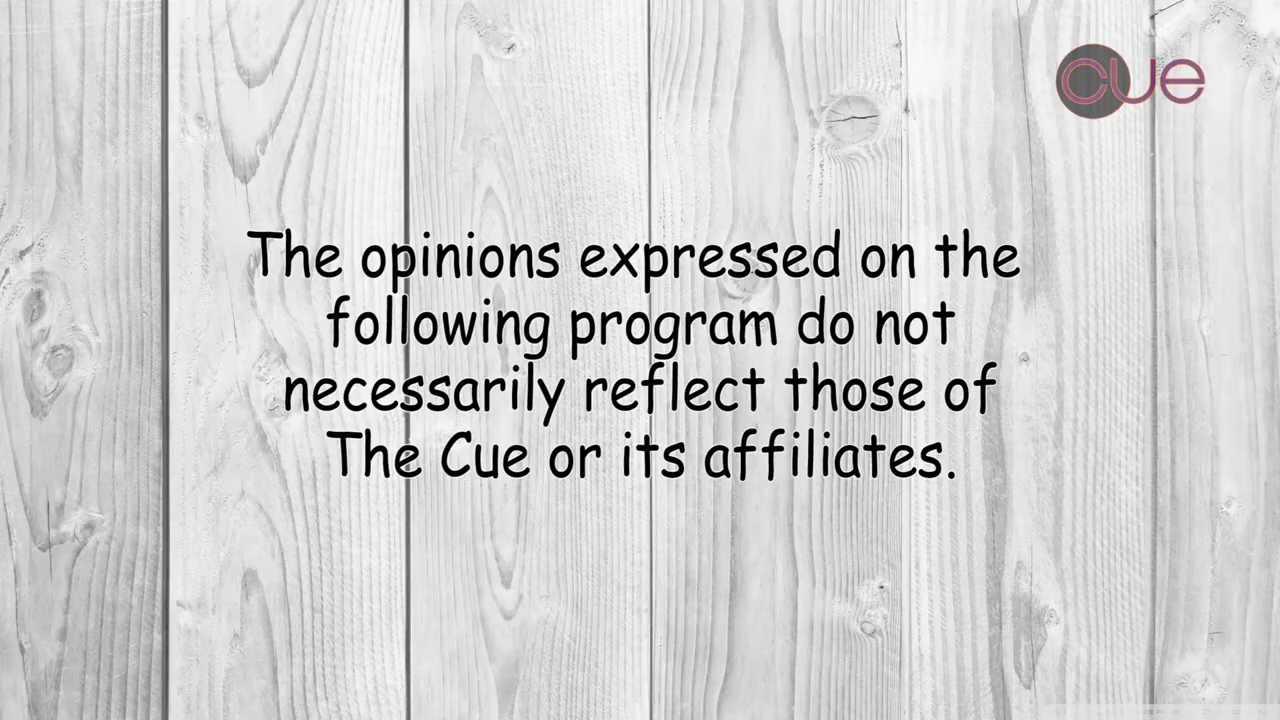 cue
The opinions expressed on the
following program do not
necessarily reflect those of
The Cue or its affiliates.